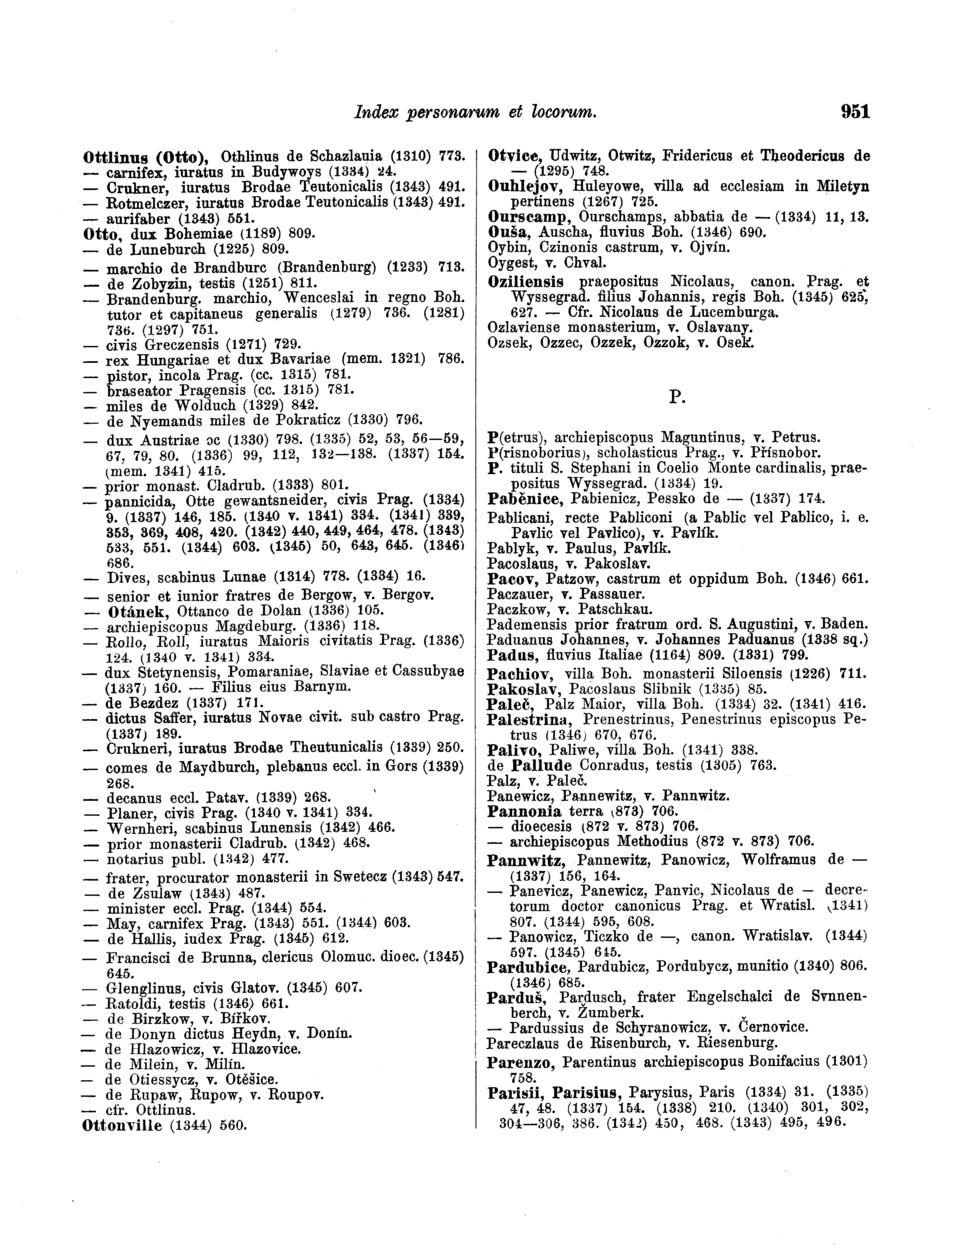 Index personarum et locorum.
951
Ottlinus (Otto), Othlinus de Schazlauia (1310) 773.
— carnifex, iuratus in Budywoys (1334) 24.
— Crukner, iuratus Brodae Teutonicalis (1343) 491.
— Rotmelczer, iuratus Brodae Teutonicalis (1343) 491.
— aurifaber (1343) 551.
Otto, dux Bohemiae (1189) 809.
— de Luneburch (1225) 809.
— marchio de Brandburc (Brandenburg) (1233) 713.
— de Zobyzin, testis (1251) 811.
— Brandenburg. marchio, Wenceslai in regno Boh.
tutor et capitaneus generalis (1279) 736. (1281)
736. (1297) 751.
— civis Greczensis (1271) 729.
— rex Hungariae et dux Bavariae (mem. 1321) 786.
— pistor, incola Prag. (cc. 1315) 781.
— braseator Pragensis (cc. 1315) 781.
— miles de Wolduch (1329) 842.
— de Nyemands miles de Pokraticz (1330) 796.
— dux Austriae ɔc (1330) 798. (1335) 52, 53, 56—59,
67, 79, 80. (1336) 99, 112, 132—138. (1337) 154.
(mem. 1341) 415.
— prior monast. Cladrub. (1333) 801.
— pannicida, Otte gewantsneider, civis Prag. (1334)
9. (1337) 146, 185. (1340 v. 1341) 334. (1341) 339,
353, 369, 408, 420. (1342) 440, 449, 464, 478. (1343)
533, 551. (1344) 603. (1345) 50, 643, 645. (1346)
686.
— Dives, scabinus Lunae (1314) 778. (1334) 16.
— senior et iunior fratres de Bergow, v. Bergov.
— Otánek, Ottanco de Dolan (1336) 105.
— archiepiscopus Magdeburg. (1336) 118.
— Rollo, Roll, iuratus Maioris civitatis Prag. (1336)
124. (1340 v. 1341) 334.
— dux Stetynensis, Pomaraniae, Slaviae et Cassubyae
(1337) 160. — Filius eius Barnym.
— de Bezdez (1337) 171.
— dictus Saffer, iuratus Novae civit. sub castro Prag.
(1337) 189.
— Crukneri, iuratus Brodae Theutunicalis (1339) 250.
— comes de Maydburch, plebanus eccl. in Gors (1339)
268.
— decanus eccl. Patav. (1339) 268.
— Planer, civis Prag. (1340 v. 1341) 334.
— Wernheri, scabinus Lunensis (1342) 466.
— prior monasterii Cladrub. (1342) 468.
— notarius publ. (1342) 477.
— frater, procurator monasterii in Swetecz (1343) 547.
— de Zsulaw (1343) 487.
— minister eccl. Prag. (1344) 554.
— May, carnifex Prag. (1343) 551. (1344) 603.
— de Hallis, iudex Prag. (1345) 612.
— Francisci de Brunna, clericus Olomuc. dioec. (1345)
645.
— Glenglinus, civis Glatov. (1345) 607.
— Ratoldi, testis (1346) 661.
— de Birzkow, v. Bířkov.
— de Donyn dictus Heydn, v. Donín.
— de Hlazowicz, v. Hlazovice.
— de Milein, v. Milín.
— de Otiessycz, v. Otěšice.
— de Rupaw, Rupow, v. Roupov.
— cfr. Ottlinus.
Ottonville (1344) 560.
Otvice, Udwitz, Otwitz, Fridericus et Theodericus de
— (1295) 748.
Ouhlejov, Huleyowe, villa ad ecclesiam in Miletyn
pertinens (1267) 725.
Ourscamp, Ourschamps, abbatia de — (1334) 11, 13.
Ouša, Auscha, fluvius Boh. (1346) 690.
Oybin, Czinonis castrum, v. Ojvín.
Oygest, v. Chval.
Oziliensis praepositus Nicolaus, canon. Prag. et
Wyssegrad. filius Johannis, regis Boh. (1345) 625,
627. — Cfr. Nicolaus de Lucemburga.
Ozlaviense monasterium, v. Oslavany.
Ozsek, Ozzec, Ozzek, Ozzok, v. Osek.
P.
P(etrus), archiepiscopus Maguntinus, v. Petrus.
P(risnoborius), scholasticus Prag., v. Přísnobor.
P. tituli S. Stephani in Coelio Monte cardinalis, prae-
positus Wyssegrad. (1334) 19.
Paběnice, Pabienicz, Pessko de — (1337) 174.
Pablicani, recte Pabliconi (a Pablic vel Pablico, i. e.
Pavlic vel Pavlico), v. Pavlík.
Pablyk, v. Paulus, Pavlík.
Pacoslaus, v. Pakoslav.
Pacov, Patzow, castrum et oppidum Boh. (1346) 661.
Paczauer, v. Passauer.
Paczkow, v. Patschkau.
Pademensis prior fratrum ord. S. Augustini, v. Baden.
Paduanus Johannes, v. Johannes Paduanus (1338 sq.)
Padus, fluvius Italiae (1164) 809. (1331) 799.
Pachiov, villa Boh. monasterii Siloensis (1226) 711.
Pakoslav, Pacoslaus Slibnik (1335) 85.
Paleč, Palz Maior, villa Boh. (1334) 32. (1341) 416.
Palestrina, Prenestrinus, Penestrinus episcopus Pe-
trus (1346) 670, 676.
Palivo, Paliwe, villa Boh. (1341) 338.
de Pallude Conradus, testis (1305) 763.
Palz, v. Paleč.
Panewicz, Pannewitz, v. Pannwitz.
Pannonia terra (873) 706.
— dioecesis (872 v. 873) 706.
— archiepiscopus Methodius (872 v. 873) 706.
Pannwitz, Pannewitz, Panowicz, Wolframus de —
(1337) 156, 164.
— Panevicz, Panewicz, Panvic, Nicolaus de — decre-
torum doctor canonicus Prag. et Wratisl. (1341)
807. (1344) 595, 608.
— Panowicz, Ticzko de —, canon. Wratislav. (1344)
597. (1345) 645.
Pardubice, Pardubicz, Pordubycz, munitio (1340) 806.
(1346) 685.
Parduš, Pardusch, frater Engelschalci de Svnnen-
berch, v. Žumberk.
— Pardussius de Schyranowicz, v. Černovice.
Pareczlaus de Risenburch, v. Riesenburg.
Parenzo, Parentinus archiepiscopus Bonifacius (1301)
758.
Parisii, Parisius, Parysius, Paris (1334) 31. (1335)
47, 48. (1337) 154. (1338) 210. (1340) 301, 302,
304—306, 386. (1342) 450, 468. (1343) 495, 496.